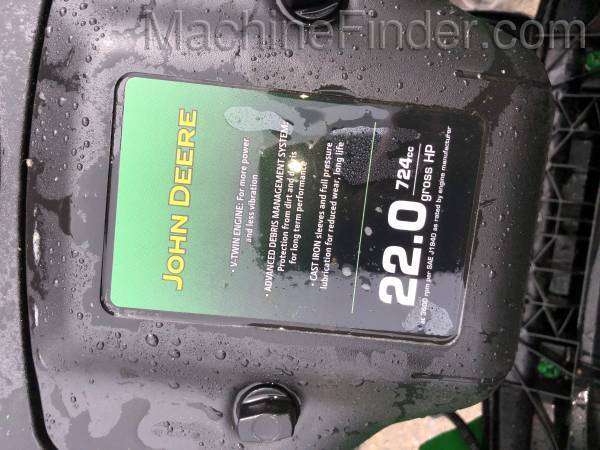 MachineFinder.com
JOHN DEERE
• V-TWIN ENGINE: For more power
and less vibration
• ADVANCED DEBRIS MANAGEMENT SYSTEM:
Protection from dirt and debris
for long term performance
• CAST IRON sleeves and full pressure
lubrication for reduced wear, long life
22.0 724cc
gross HP
at 3600 rpm per SAE J1940 as rated by engine manufacturer